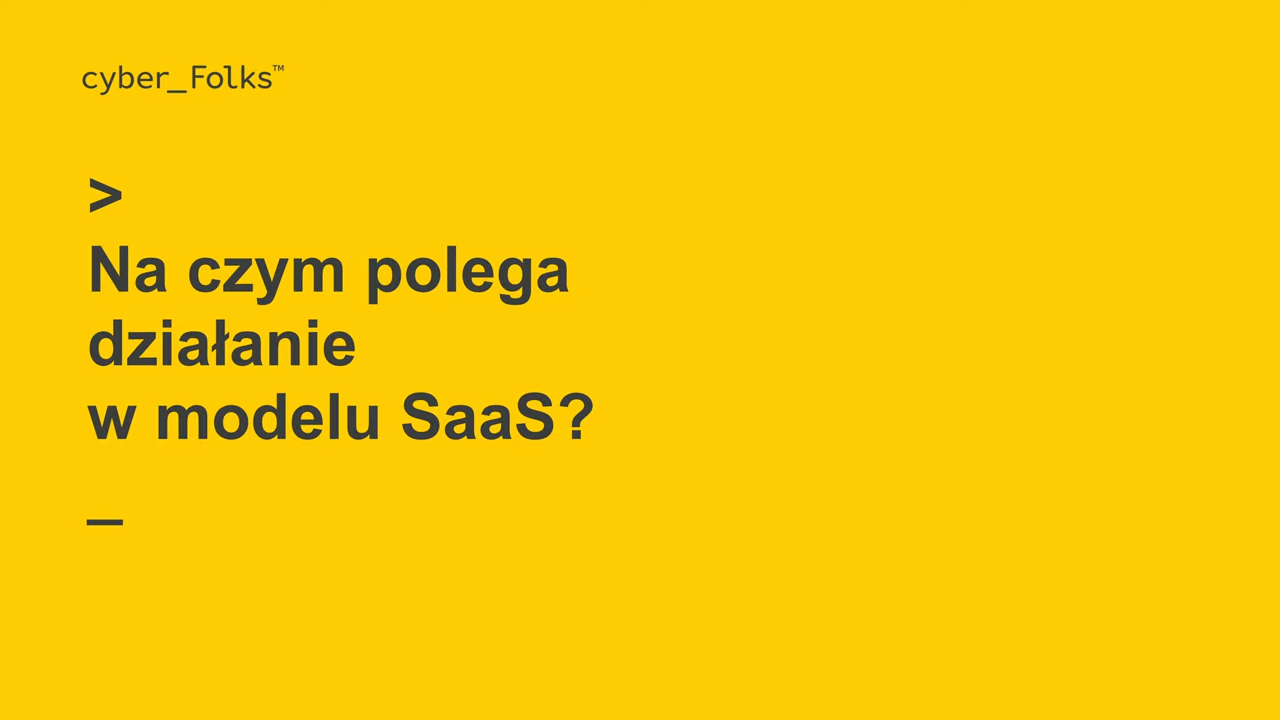 cyber_Folks™
>
Na czym polega
działanie
w modelu SaaS?
_